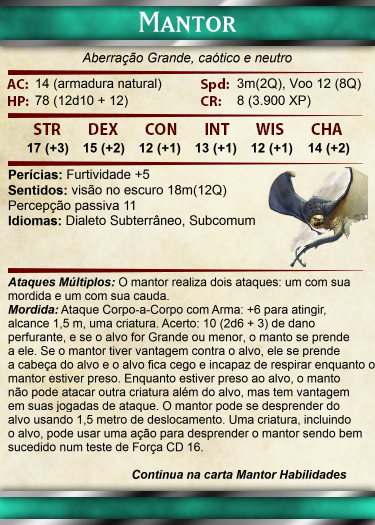 Mantor
Aberração Grande, caótico e neutro
AC: 14 (armadura natural) Spd: 3m(2Q), Voo 12 (8Q)
HP: 78 (12d10 + 12) CR: 8 (3.900 XP)
STR DEX CON INT WIS CHA
17 (+3) 15 (+2) 12 (+1) 13 (+1) 12 (+1) 14 (+2)
Perícias: Furtividade +5
Sentidos: visão no escuro 18m(12Q)
Percepção passiva 11
Idiomas: Dialeto Subterrâneo, Subcomum
Ataques Múltiplos: O mantor realiza dois ataques: um com sua
mordida e um com sua cauda.
Mordida: Ataque Corpo-a-Corpo com Arma: +6 para atingir,
alcance 1,5 m, uma criatura. Acerto: 10 (2d6 + 3) de dano
perfurante, e se o alvo for Grande ou menor, o manto se prende
a ele. Se o mantor tiver vantagem contra o alvo, ele se prende
a cabeça do alvo e o alvo fica cego e incapaz de respirar enquanto o
mantor estiver preso. Enquanto estiver preso ao alvo, o manto
não pode atacar outra criatura além do alvo, mas tem vantagem
em suas jogadas de ataque. O mantor pode se desprender do
alvo usando 1,5 metro de deslocamento. Uma criatura, incluindo
o alvo, pode usar uma ação para desprender o mantor sendo bem
sucedido num teste de Força CD 16.
Continua na carta Mantor Habilidades